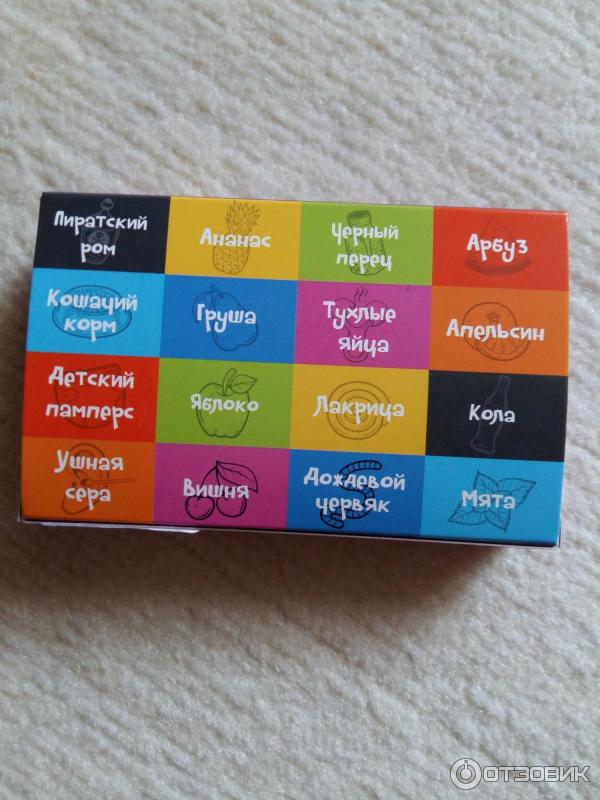 Пиратский
ром
Ананас
Черный
перец
Арбуз
Кошачий
корм
Груша
Тухлые
яйца
Апельсин
Детский
памперс
Яблоко
Лакрица
Кола
Ушная
сера
Вишня
Дождевой
червяк
Мята
ОТЗОВИК